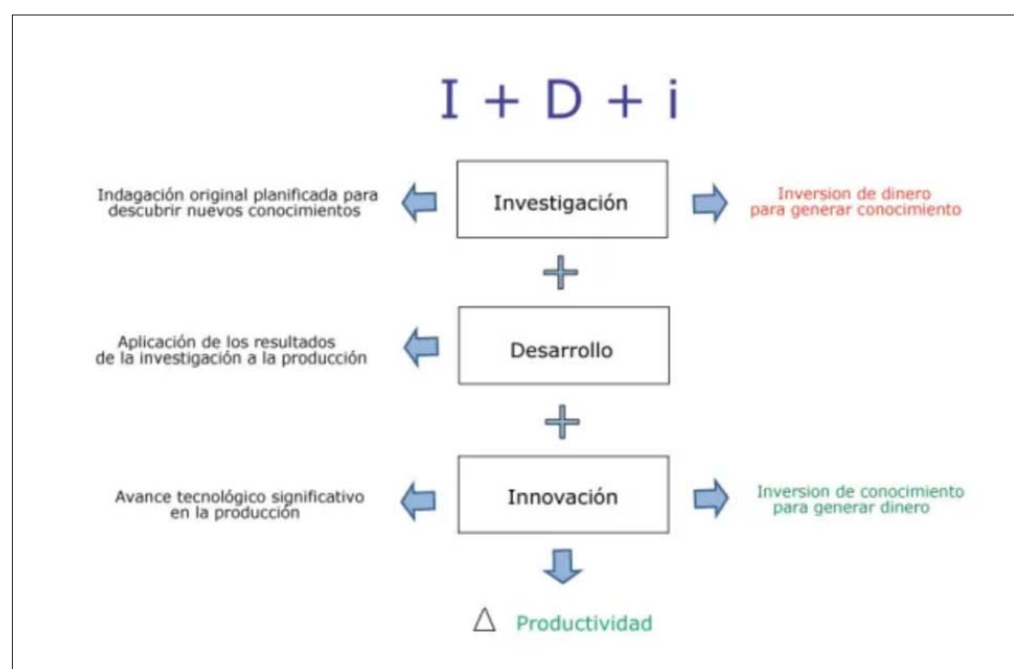 I + D + i
Indagación original planificada para
descubrir nuevos conocimientos
Investigación
Inversion de dinero
para generar conocimiento
+
Aplicación de los resultados
de la investigación a la producción
Desarrollo
+
Avance tecnológico significativo
en la producción
Innovación
Inversion de conocimiento
para generar dinero
△ Productividad